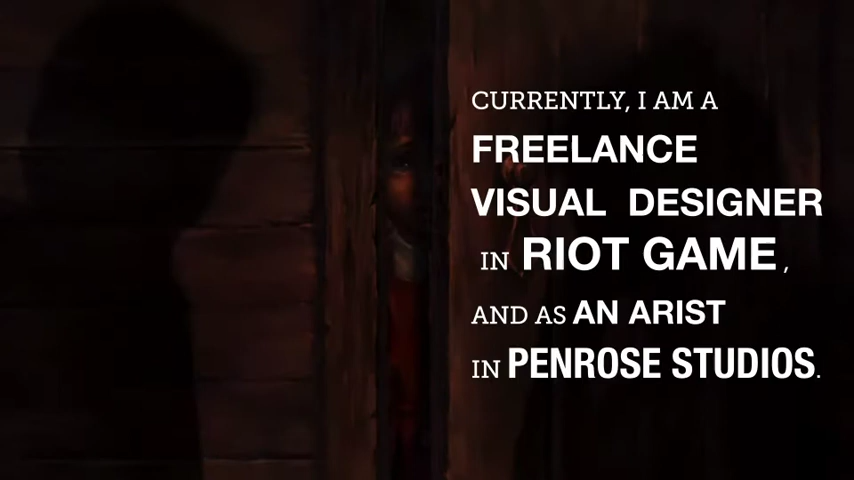 CURRENTLY, I AM A
FREELANCE
VISUAL DESIGNER
IN RIOT GAME,
AND AS AN ARIST
IN PENROSE STUDIOS.